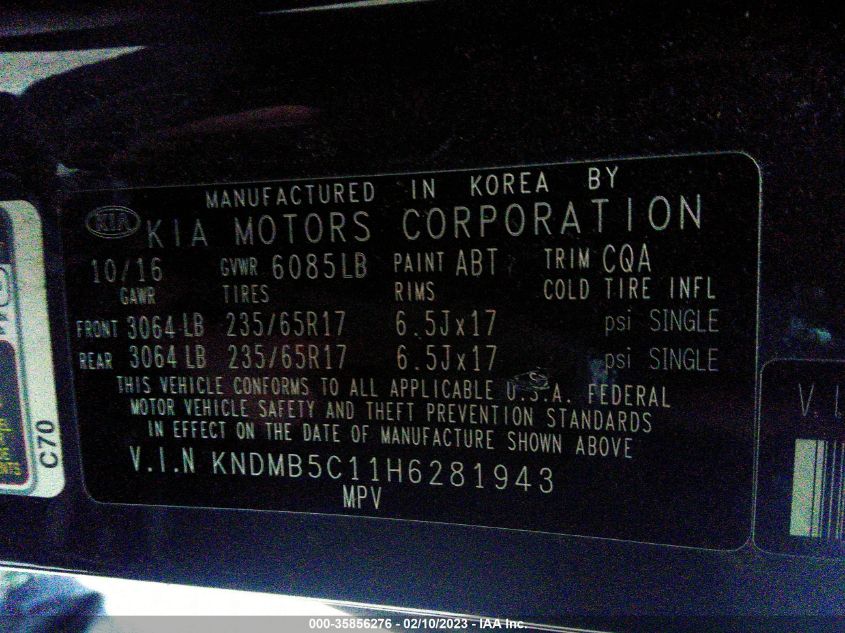 MANUFACTURED IN KOREA BY
KIA KIA MOTORS CORPORATION
10/16 GVWR 6085LB PAINT ABT TRIM CQA
GAWR TIRES RIMS COLD TIRE INFL
FRONT 3064 LB 235/65R17 6.5Jx17 psi SINGLE
REAR 3064 LB 235/65R17 6.5Jx17 psi SINGLE
THIS VEHICLE CONFORMS TO ALL APPLICABLE U.S.A. FEDERAL
MOTOR VEHICLE SAFETY AND THEFT PREVENTION STANDARDS
IN EFFECT ON THE DATE OF MANUFACTURE SHOWN ABOVE
V.I.N KNDMB5C11H6281943
MPV
C70
V.I
000-35856276 - 02/10/2023 - IAA Inc.